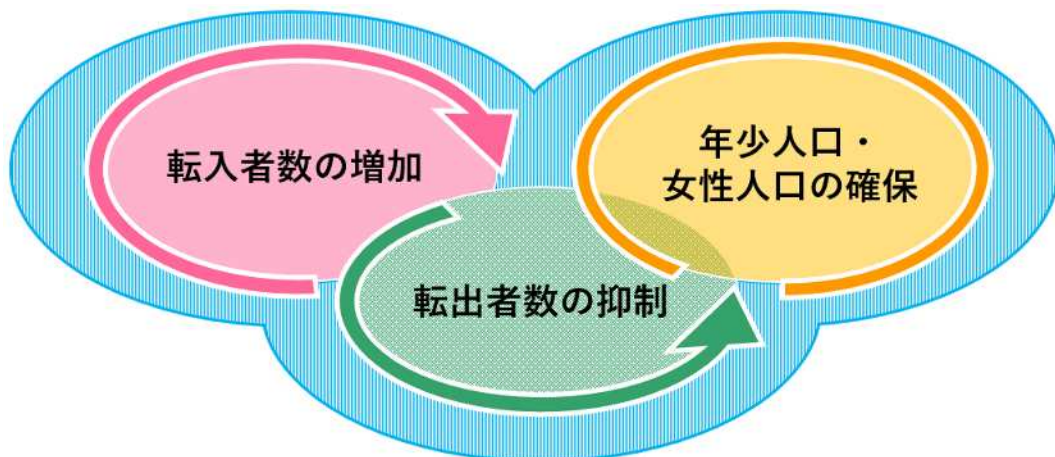 転入者数の増加
年少人口・
女性人口の確保
転出者数の抑制